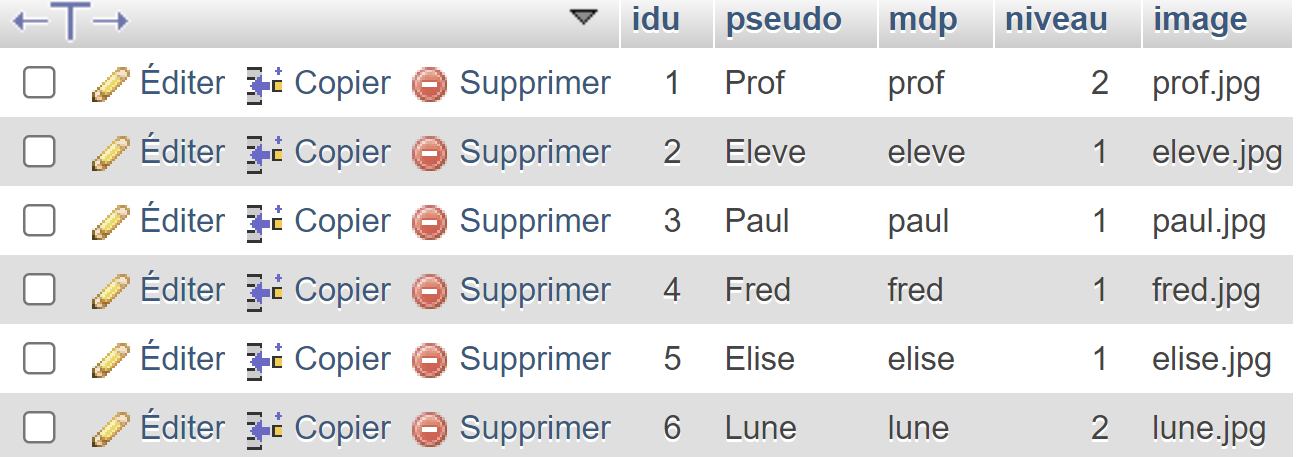 idu pseudo mdp niveau image
Éditer Copier Supprimer 1 Prof prof 2 prof.jpg
Éditer Copier Supprimer 2 Eleve eleve 1 eleve.jpg
Éditer Copier Supprimer 3 Paul paul 1 paul.jpg
Éditer Copier Supprimer 4 Fred fred 1 fred.jpg
Éditer Copier Supprimer 5 Elise elise 1 elise.jpg
Éditer Copier Supprimer 6 Lune lune 2 lune.jpg